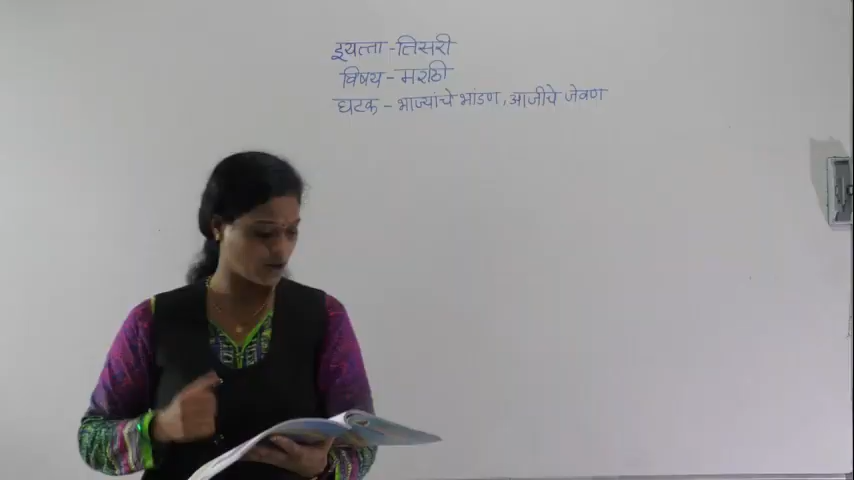 इयत्ता - तिसरी
विषय - मराठी
घटक - भाज्यांचे भांडण, आजीचे जेवण